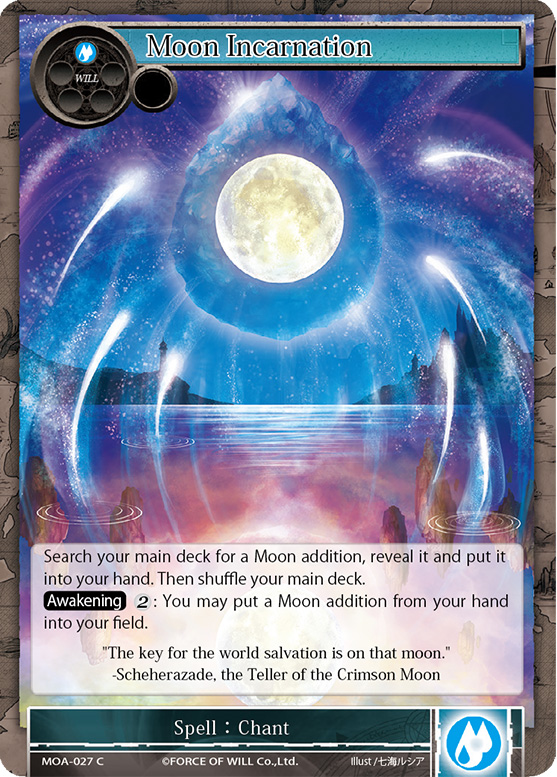 Moon Incarnation
WILL
Search your main deck for a Moon addition, reveal it and put it
into your hand. Then shuffle your main deck.
Awakening 2: You may put a Moon addition from your hand
into your field.
"The key for the world salvation is on that moon."
-Scheherazade, the Teller of the Crimson Moon
Spell：Chant
MOA-027 C ©FORCE OF WILL Co.,Ltd. Illust/七海ルシア